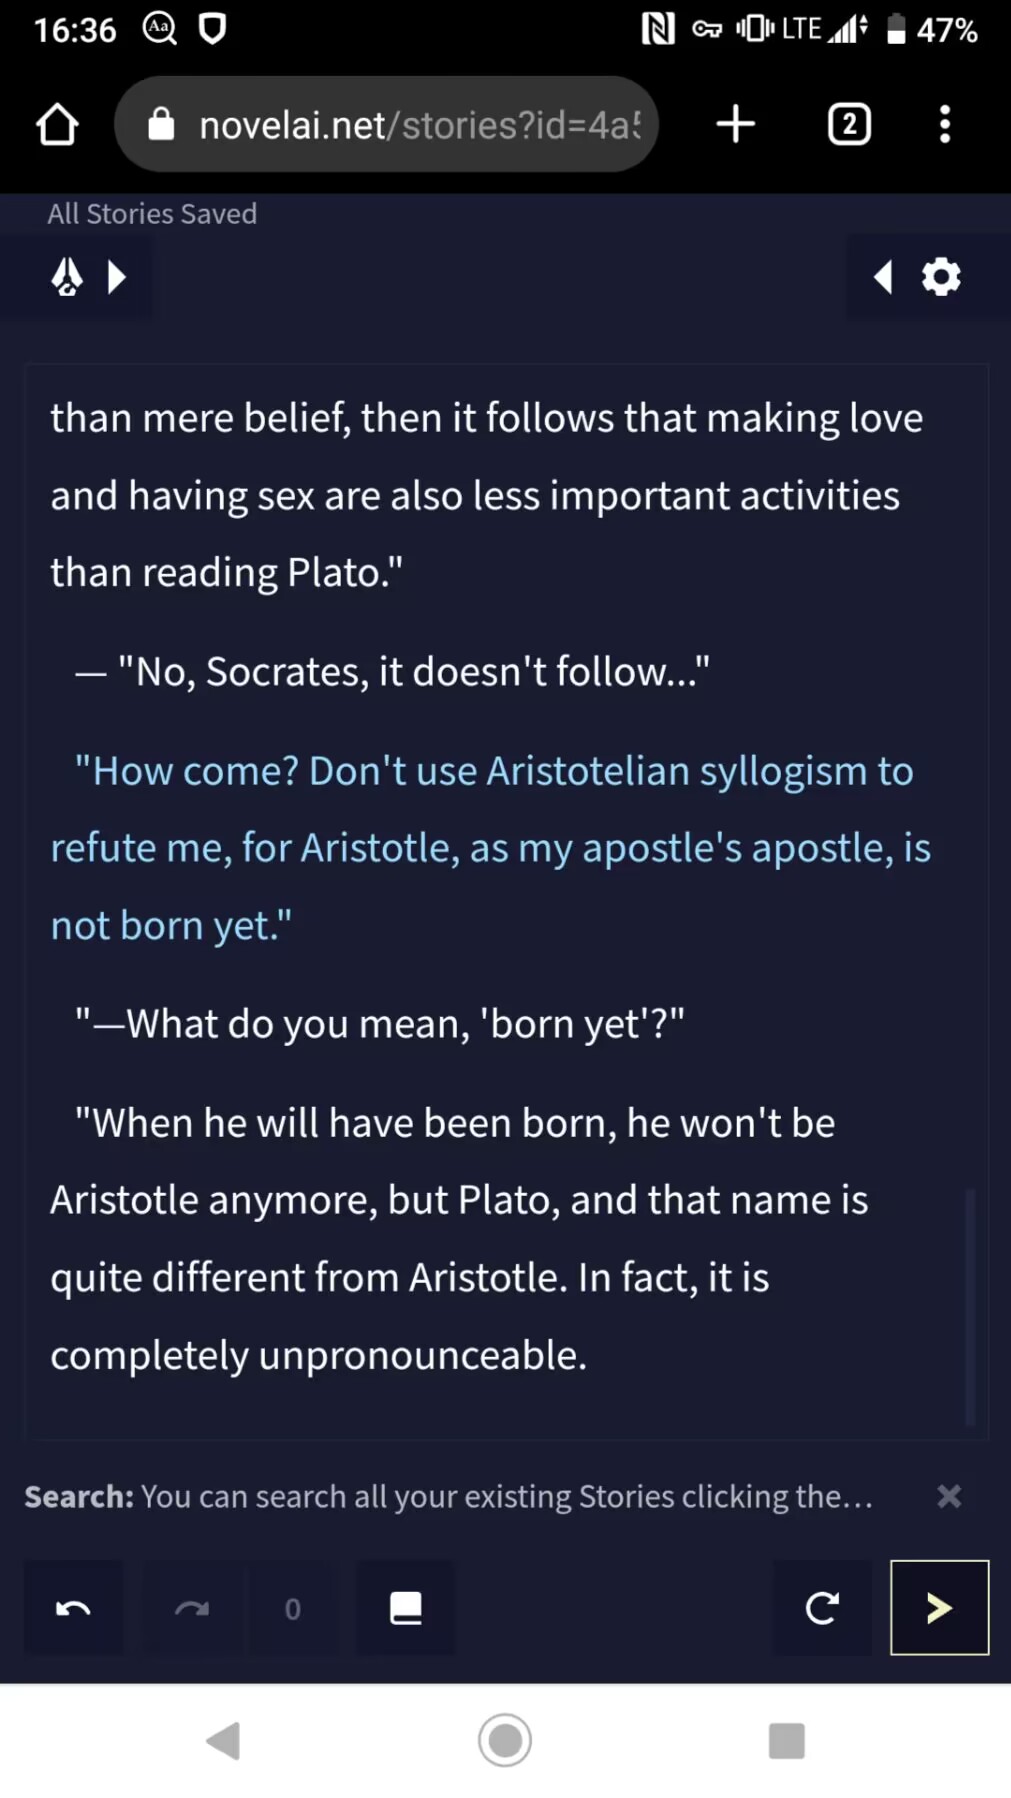 16:36 Aa LTE 47%
novelai.net/stories?id=4a5
2
All Stories Saved
than mere belief, then it follows that making love
and having sex are also less important activities
than reading Plato."
— "No, Socrates, it doesn't follow..."
"How come? Don't use Aristotelian syllogism to
refute me, for Aristotle, as my apostle's apostle, is
not born yet."
"—What do you mean, 'born yet'?"
"When he will have been born, he won't be
Aristotle anymore, but Plato, and that name is
quite different from Aristotle. In fact, it is
completely unpronounceable.
Search: You can search all your existing Stories clicking the...
0